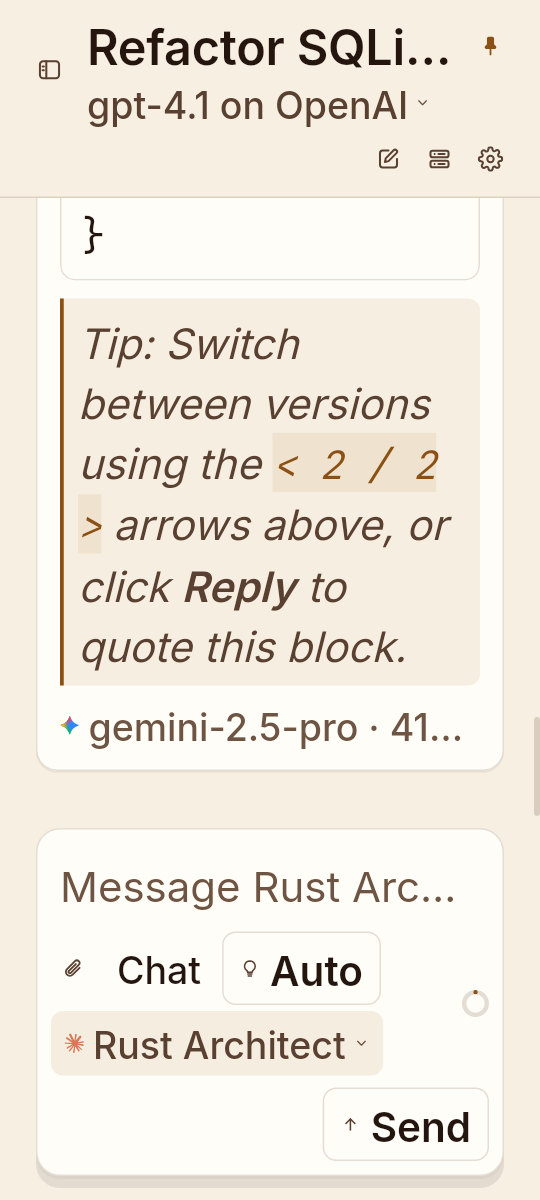 Refactor SQLi...
gpt-4.1 on OpenAI
}
Tip: Switch
between versions
using the < 2 / 2
> arrows above, or
click Reply to
quote this block.
gemini-2.5-pro · 41...
Message Rust Arc...
Chat Auto
Rust Architect
Send